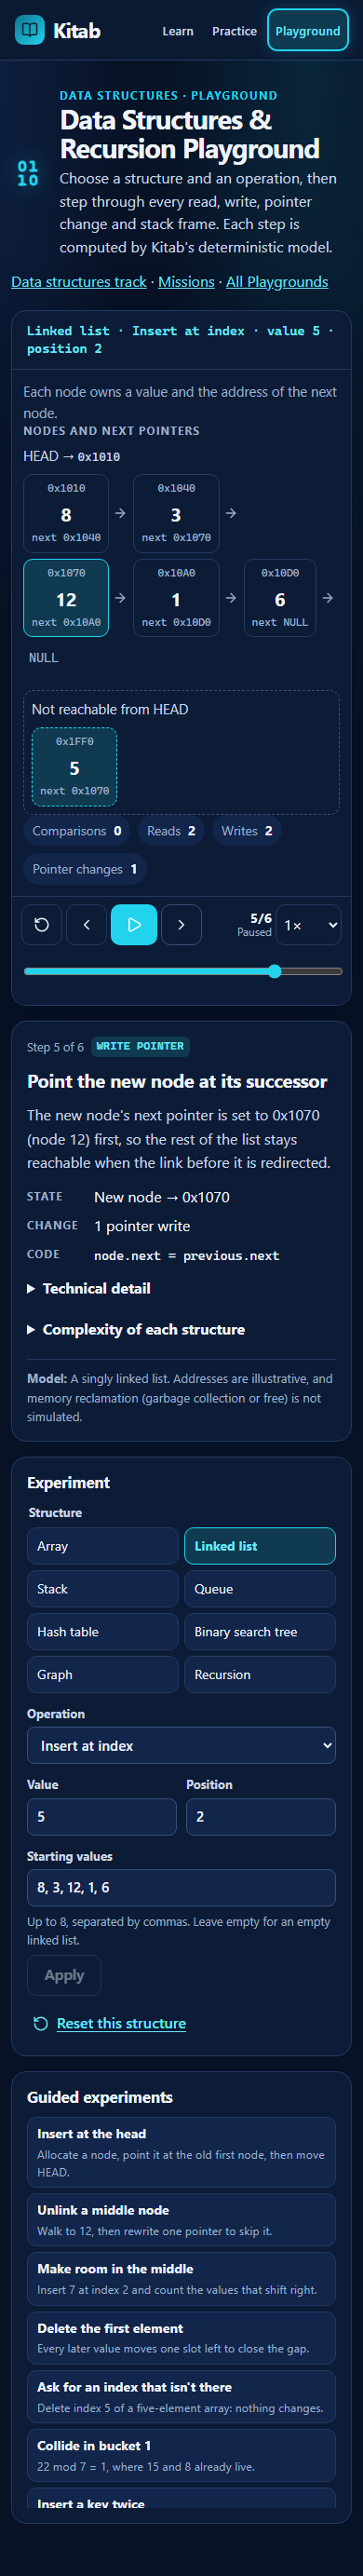 Kitab
Learn
Practice
Playground
DATA STRUCTURES · PLAYGROUND
01
10
Data Structures &
Recursion Playground
Choose a structure and an operation, then
step through every read, write, pointer
change and stack frame. Each step is
computed by Kitab's deterministic model.
Data structures track · Missions · All Playgrounds
Linked list · Insert at index · value 5 ·
position 2
Each node owns a value and the address of the next
node.
NODES AND NEXT POINTERS
HEAD → 0x1010
0x1010
8
next 0x1040
→
0x1040
3
next 0x1070
→
0x1070
12
next 0x10A0
→
0x10A0
1
next 0x10D0
→
0x10D0
6
next NULL
→
NULL
Not reachable from HEAD
0x1FF0
5
next 0x1070
Comparisons 0
Reads 2
Writes 2
Pointer changes 1
5/6
Paused
1×
Step 5 of 6 WRITE POINTER
Point the new node at its successor
The new node's next pointer is set to 0x1070
(node 12) first, so the rest of the list stays
reachable when the link before it is redirected.
STATE New node → 0x1070
CHANGE 1 pointer write
CODE node.next = previous.next
Technical detail
Complexity of each structure
Model: A singly linked list. Addresses are illustrative, and
memory reclamation (garbage collection or free) is not
simulated.
Experiment
Structure
Array
Linked list
Stack
Queue
Hash table
Binary search tree
Graph
Recursion
Operation
Insert at index
Value
Position
5
2
Starting values
8, 3, 12, 1, 6
Up to 8, separated by commas. Leave empty for an empty
linked list.
Apply
Reset this structure
Guided experiments
Insert at the head
Allocate a node, point it at the old first node, then move
HEAD.
Unlink a middle node
Walk to 12, then rewrite one pointer to skip it.
Make room in the middle
Insert 7 at index 2 and count the values that shift right.
Delete the first element
Every later value moves one slot left to close the gap.
Ask for an index that isn't there
Delete index 5 of a five-element array: nothing changes.
Collide in bucket 1
22 mod 7 = 1, where 15 and 8 already live.
Insert a key twice